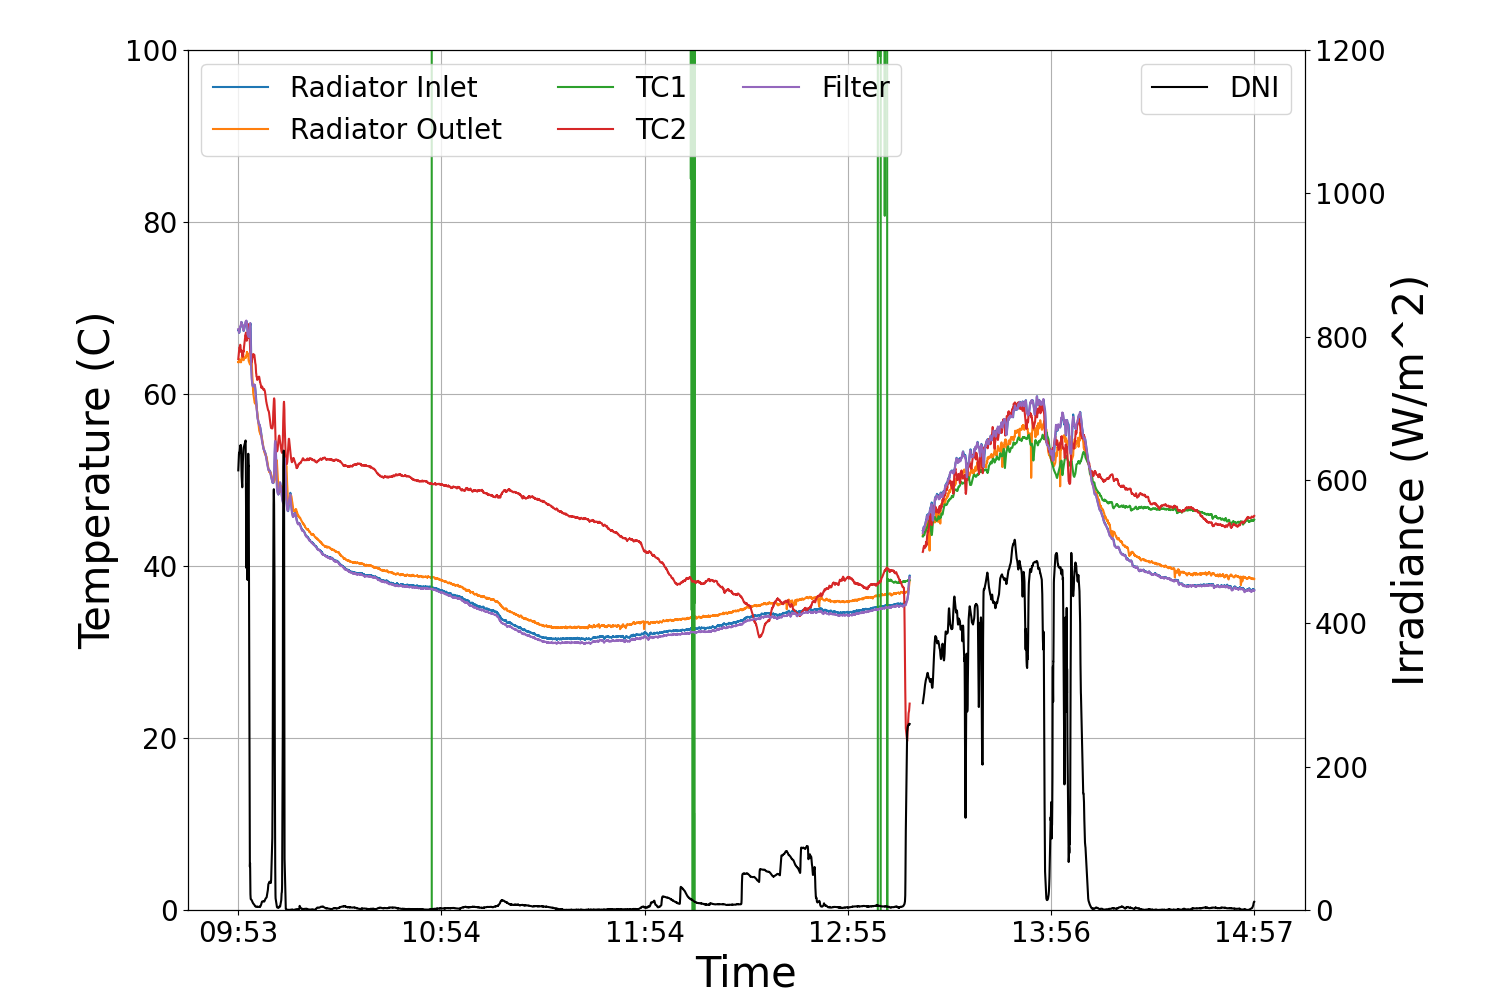 100
80
60
40
20
0
Temperature (C)
Radiator Inlet
Radiator Outlet
TC1
TC2
Filter
DNI
1200
1000
800
600
400
200
0
Irradiance (W/m^2)
09:53 10:54 11:54 12:55 13:56 14:57
Time